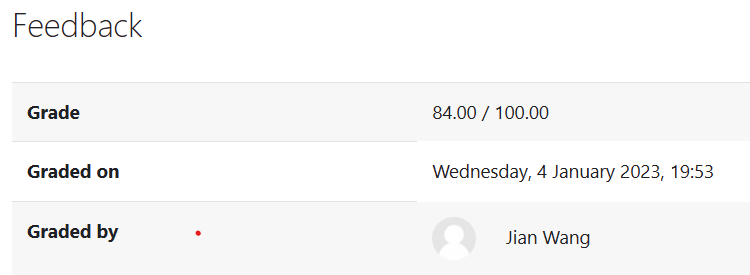 Feedback
Grade 84.00 / 100.00
Graded on Wednesday, 4 January 2023, 19:53
Graded by Jian Wang